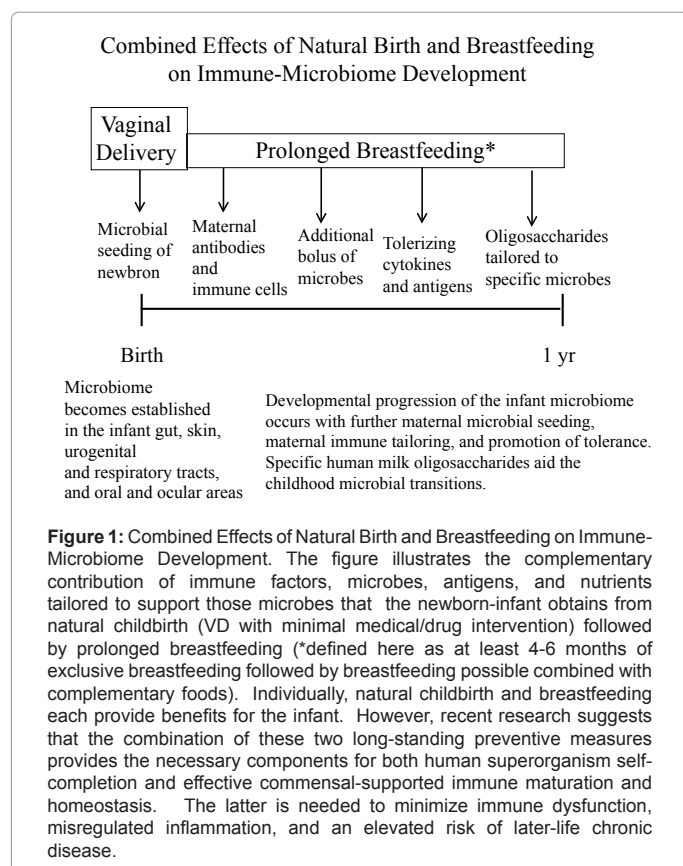 Combined Effects of Natural Birth and Breastfeeding
on Immune-Microbiome Development
Vaginal
Delivery
Prolonged Breastfeeding*
Microbial
seeding of
newbron
Maternal
antibodies
and
immune cells
Additional
bolus of
microbes
Tolerizing
cytokines
and antigens
Oligosaccharides
tailored to
specific microbes
Birth
1 yr
Microbiome
becomes established
in the infant gut, skin,
urogenital
and respiratory tracts,
and oral and ocular areas
Developmental progression of the infant microbiome
occurs with further maternal microbial seeding,
maternal immune tailoring, and promotion of tolerance.
Specific human milk oligosaccharides aid the
childhood microbial transitions.
Figure 1: Combined Effects of Natural Birth and Breastfeeding on Immune-
Microbiome Development. The figure illustrates the complementary
contribution of immune factors, microbes, antigens, and nutrients
tailored to support those microbes that the newborn-infant obtains from
natural childbirth (VD with minimal medical/drug intervention) followed
by prolonged breastfeeding (*defined here as at least 4-6 months of
exclusive breastfeeding followed by breastfeeding possible combined with
complementary foods). Individually, natural childbirth and breastfeeding
each provide benefits for the infant. However, recent research suggests
that the combination of these two long-standing preventive measures
provides the necessary components for both human superorganism self-
completion and effective commensal-supported immune maturation and
homeostasis. The latter is needed to minimize immune dysfunction,
misregulated inflammation, and an elevated risk of later-life chronic
disease.